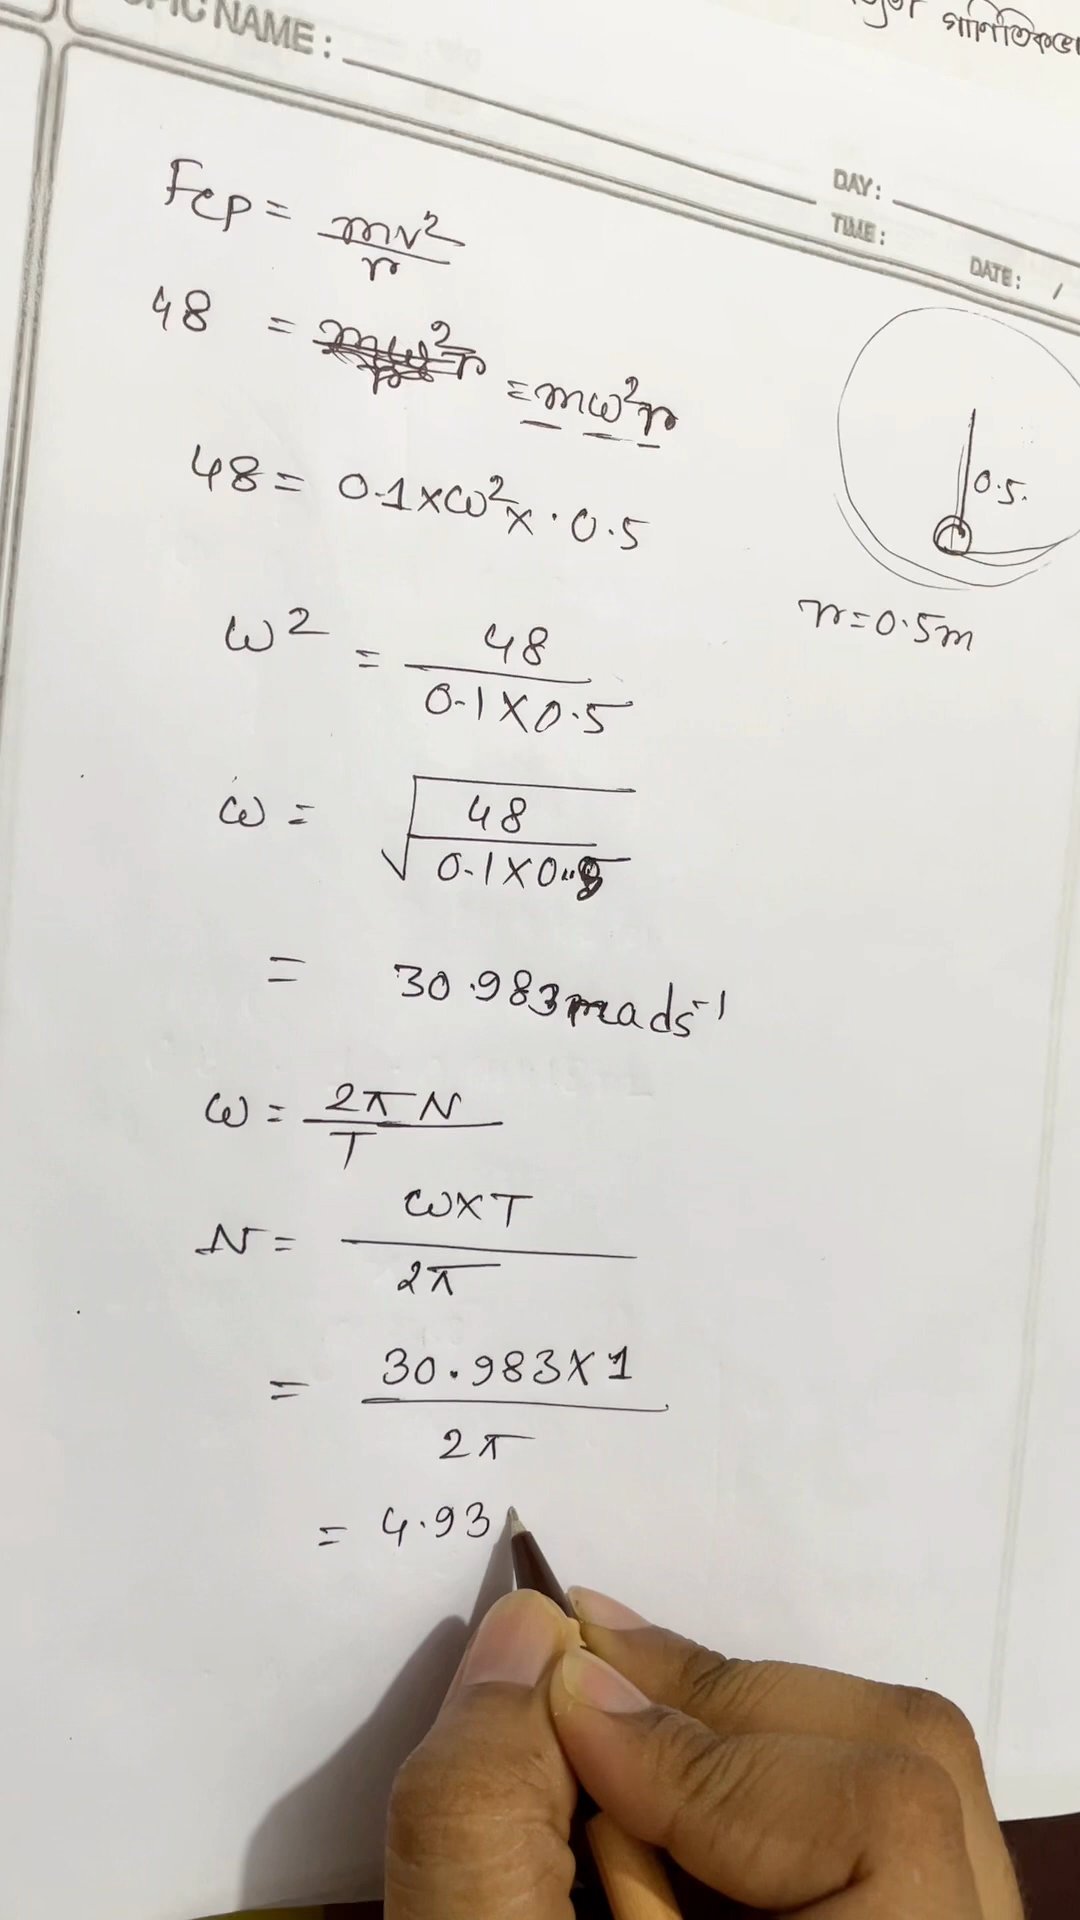 PIC NAME :
গাণিতিক
DAY :
TIME :
DATE : /
Fcp = mv²/r
48 = mω²r = mω²r
48 = 0.1×ω²× · 0.5
0.5.
r = 0.5m
ω² = 48/0.1×0.5
ω = √48/0.1×0.5
= 30.983 rads⁻¹
ω = 2πN/T
N = ω×T/2π
= 30.983×1/2π
= 4.93